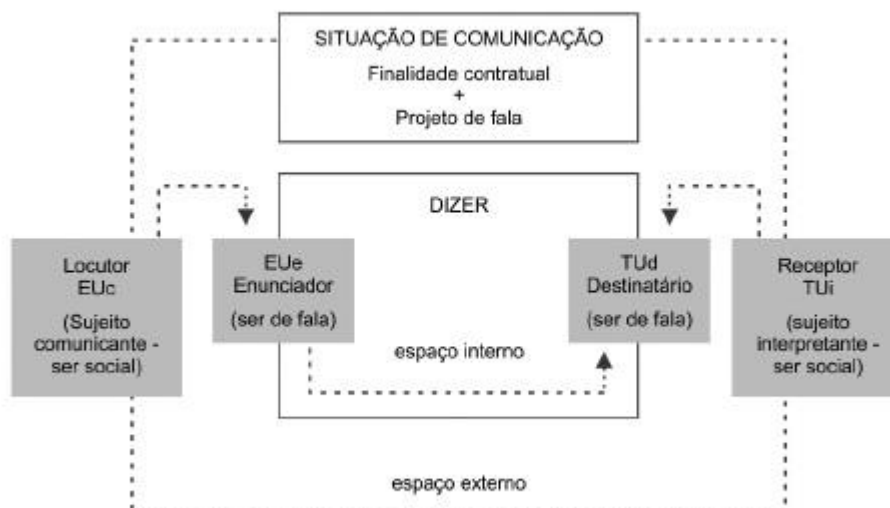 SITUAÇÃO DE COMUNICAÇÃO
Finalidade contratual
+
Projeto de fala
DIZER
Locutor
EUc
(Sujeito
comunicante -
ser social)
EUe
Enunciador
(ser de fala)
TUd
Destinatário
(ser de fala)
Receptor
TUi
(sujeito
interpretante -
ser social)
espaço interno
espaço externo